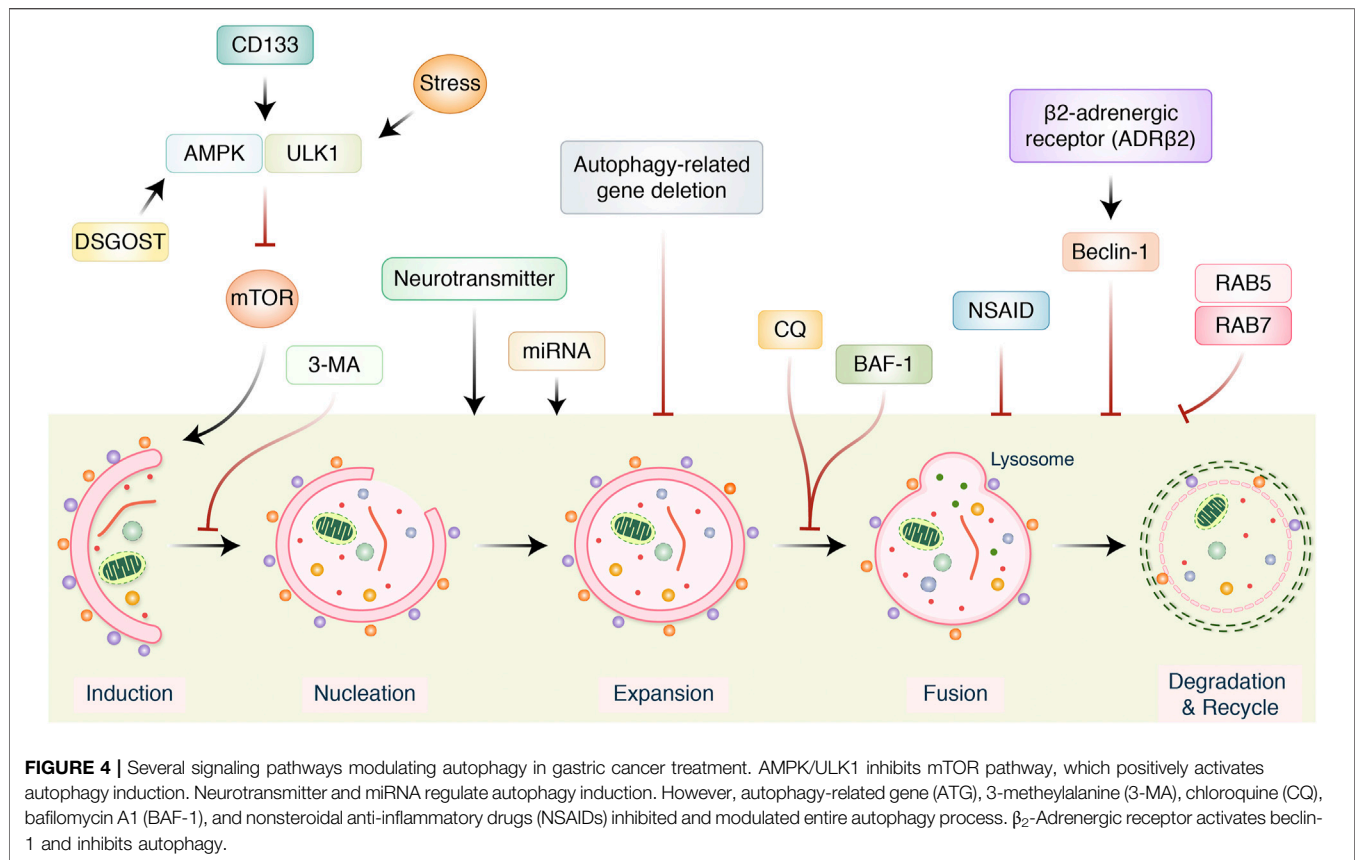 CD133
Stress
AMPK
ULK1
DSGOST
mTOR
3-MA
Neurotransmitter
miRNA
Autophagy-related
gene deletion
CQ
BAF-1
NSAID
β2-adrenergic
receptor (ADRβ2)
Beclin-1
RAB5
RAB7
Lysosome
Induction
Nucleation
Expansion
Fusion
Degradation
& Recycle
FIGURE 4 | Several signaling pathways modulating autophagy in gastric cancer treatment. AMPK/ULK1 inhibits mTOR pathway, which positively activates
autophagy induction. Neurotransmitter and miRNA regulate autophagy induction. However, autophagy-related gene (ATG), 3-metheylalanine (3-MA), chloroquine (CQ),
bafilomycin A1 (BAF-1), and nonsteroidal anti-inflammatory drugs (NSAIDs) inhibited and modulated entire autophagy process. β₂-Adrenergic receptor activates beclin-
1 and inhibits autophagy.